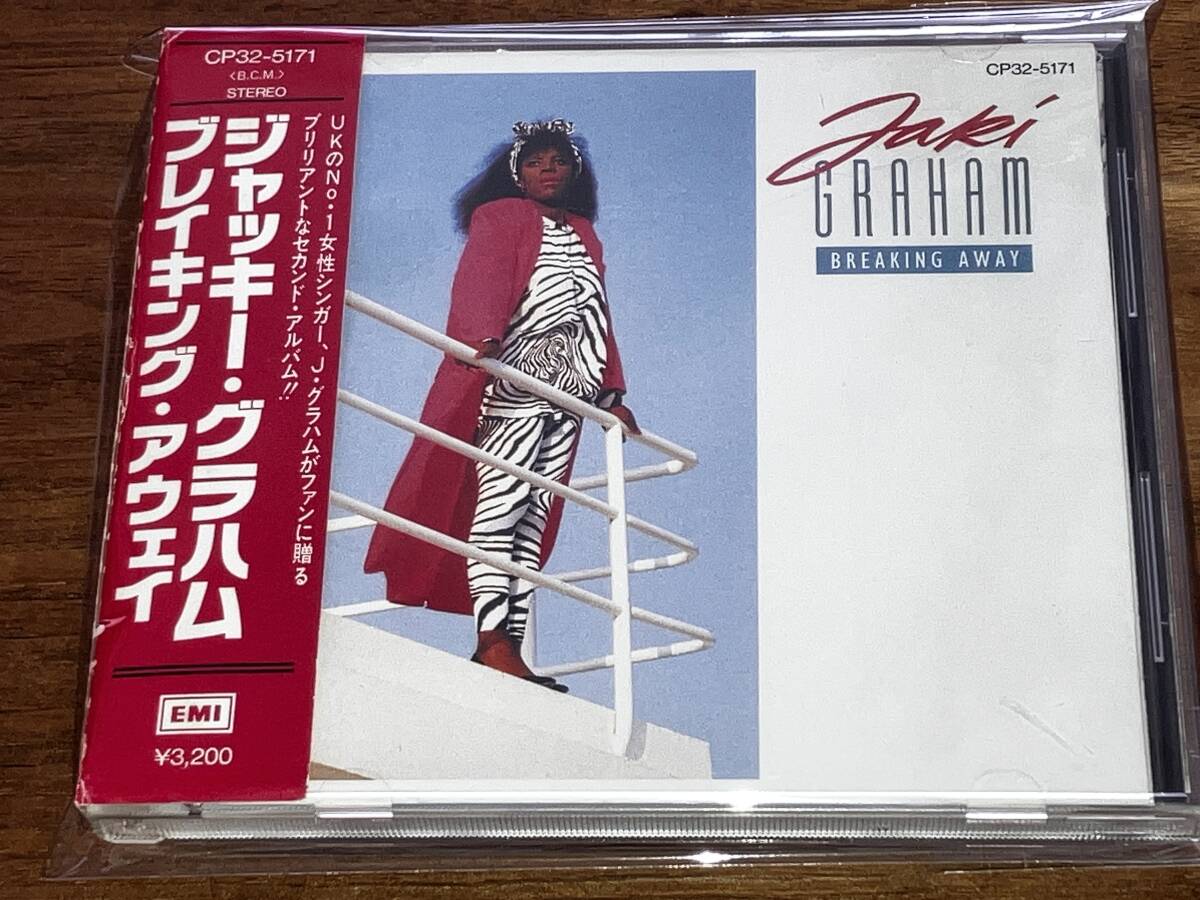 CP32-5171
〈B.C.M.〉
STEREO
UKのNo・1女性シンガー、J・グラハムがファンに贈る
ブリリアントなセカンド・アルバム!!
ジャッキー・グラハム
ブレイキング・アウェイ
EMI
¥3,200
CP32-5171
Jaki
GRAHAM
BREAKING AWAY